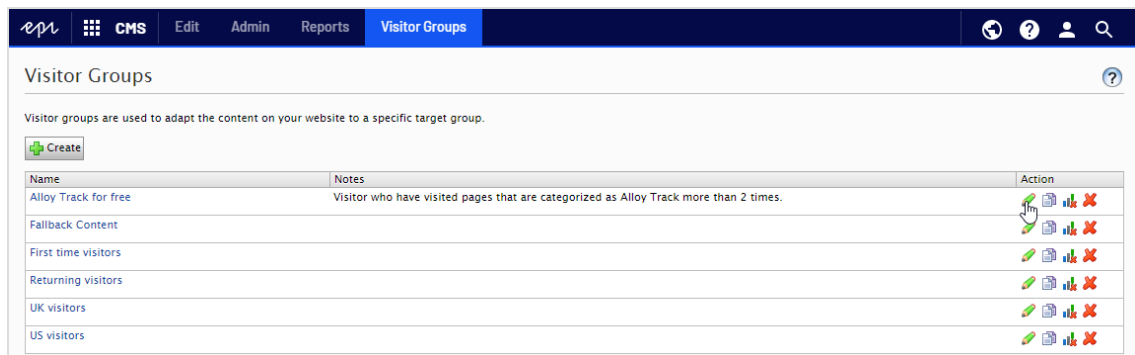 epi CMS Edit Admin Reports Visitor Groups ?
Visitor Groups ?
Visitor groups are used to adapt the content on your website to a specific target group.
Create
Name Notes Action
Alloy Track for free Visitor who have visited pages that are categorized as Alloy Track more than 2 times.
Fallback Content
First time visitors
Returning visitors
UK visitors
US visitors